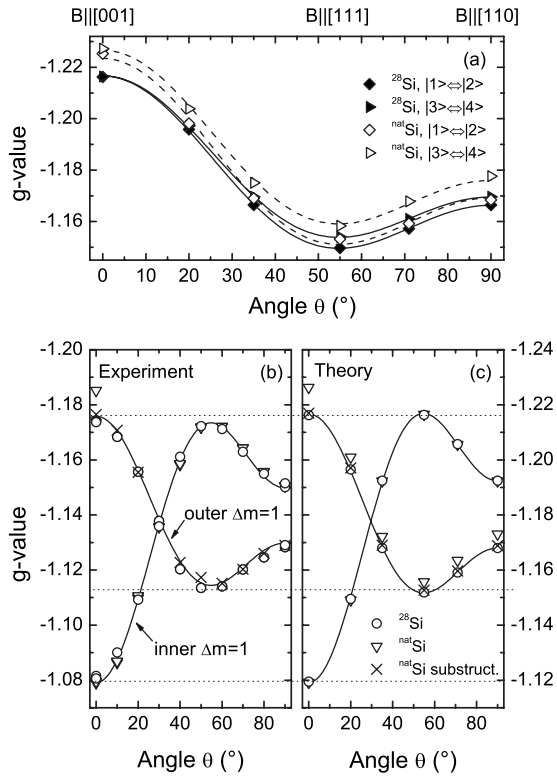 B||[001] B||[111] B||[110]
(a)
-1.22
-1.20
-1.18
-1.16
g-value
²⁸Si, |1>⇔|2>
²⁸Si, |3>⇔|4>
ⁿᵃᵗSi, |1>⇔|2>
ⁿᵃᵗSi, |3>⇔|4>
0 10 20 30 40 50 60 70 80 90
Angle θ (°)
-1.20
-1.18
-1.16
-1.14
-1.12
-1.10
-1.08
g-value
Experiment (b)
outer Δm=1
inner Δm=1
0 20 40 60 80
Angle θ (°)
Theory (c)
²⁸Si
ⁿᵃᵗSi
ⁿᵃᵗSi substruct.
0 20 40 60 80
Angle θ (°)
-1.24
-1.22
-1.20
-1.18
-1.16
-1.14
-1.12